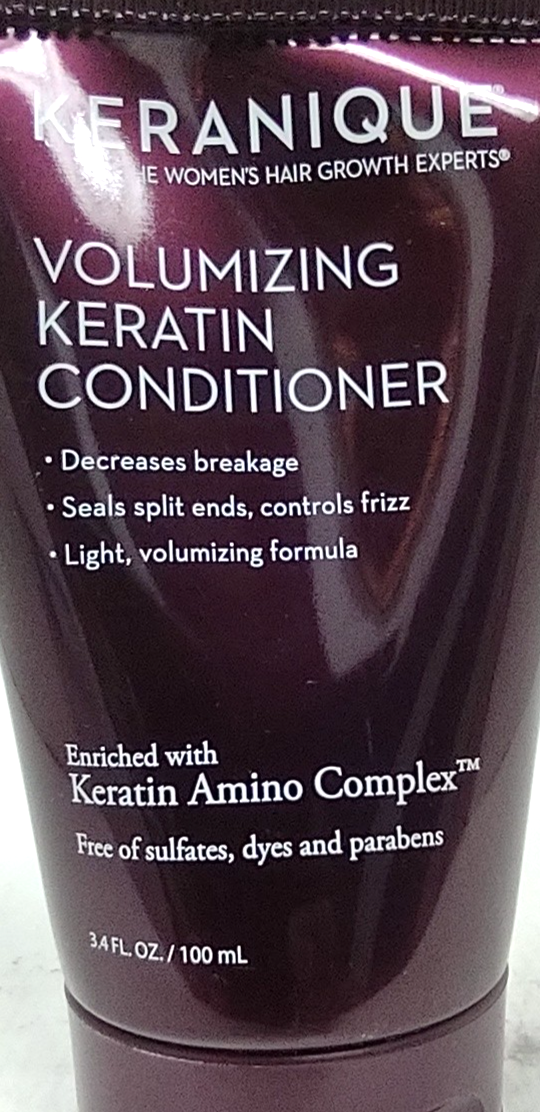 KERANIQUE®
THE WOMEN'S HAIR GROWTH EXPERTS®
VOLUMIZING
KERATIN
CONDITIONER
• Decreases breakage
• Seals split ends, controls frizz
• Light, volumizing formula
Enriched with
Keratin Amino Complex™
Free of sulfates, dyes and parabens
3.4 FL. OZ. / 100 mL